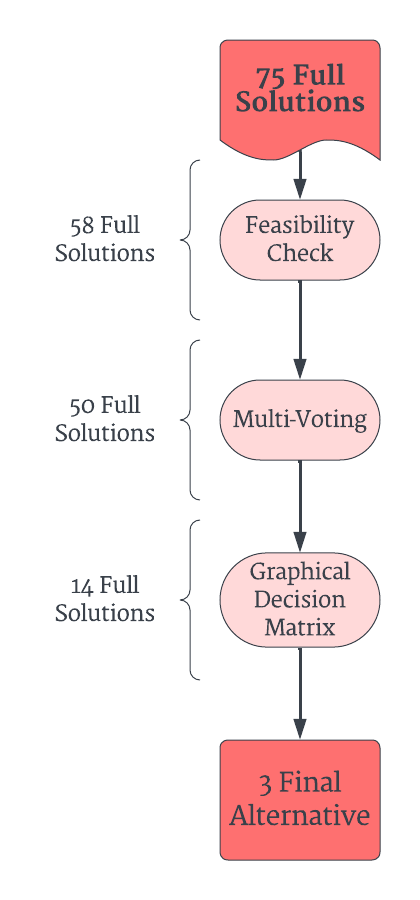 75 Full
Solutions
58 Full
Solutions
Feasibility
Check
50 Full
Solutions
Multi-Voting
14 Full
Solutions
Graphical
Decision
Matrix
3 Final
Alternative